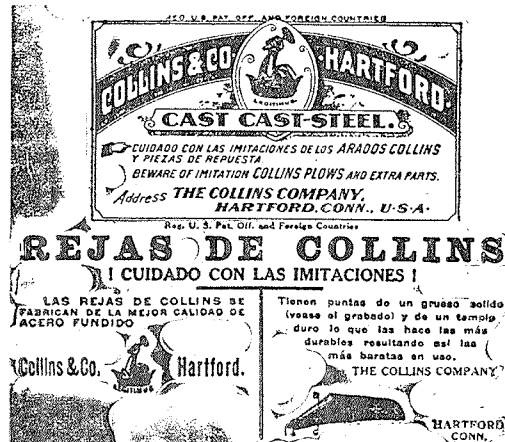 REG. U.S. PAT. OFF. AND FOREIGN COUNTRIES
COLLINS & CO HARTFORD.
LEGITIMUS
CAST CAST-STEEL.
CUIDADO CON LAS IMITACIONES DE LOS ARADOS COLLINS
Y PIEZAS DE REPUESTA
BEWARE OF IMITATION COLLINS PLOWS AND EXTRA PARTS.
Address THE COLLINS COMPANY,
HARTFORD, CONN., U.S.A.
Reg. U. S. Pat. Off. and Foreign Countries
REJAS DE COLLINS
¡ CUIDADO CON LAS IMITACIONES !
LAS REJAS DE COLLINS SE
FABRICAN DE LA MEJOR CALIDAD DE
ACERO FUNDIDO
Collins & Co. Hartford.
LEGITIMUS
Tienen puntas de un grueso solido
(vease el grabado) y de un temple
duro lo que las hace las más
durables resultando así las
más baratas en uso.
THE COLLINS COMPANY
HARTFORD
CONN.